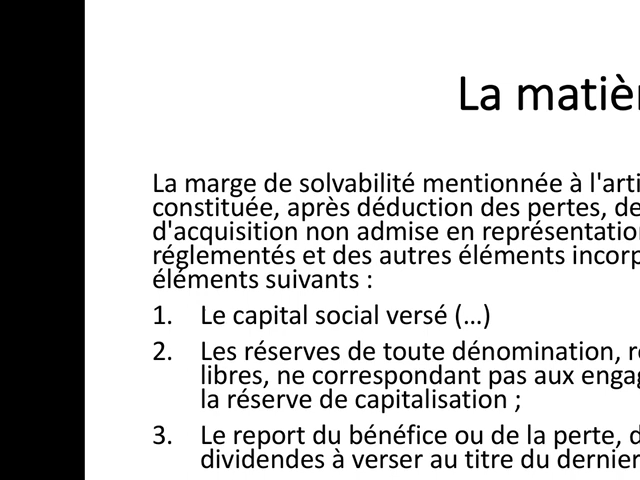 La matièr
La marge de solvabilité mentionnée à l'arti
constituée, après déduction des pertes, de
d'acquisition non admise en représentation
réglementés et des autres éléments incorp
éléments suivants :
1. Le capital social versé (…)
2. Les réserves de toute dénomination, r
libres, ne correspondant pas aux engag
la réserve de capitalisation ;
3. Le report du bénéfice ou de la perte, d
dividendes à verser au titre du dernier